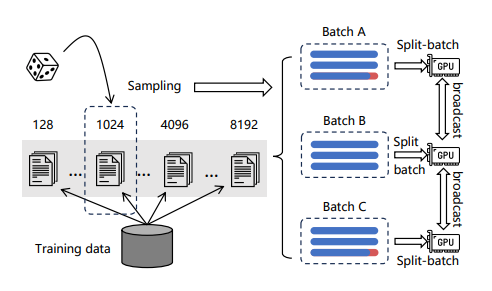 Batch A
Split-batch
GPU
Sampling
broadcast
128
1024
4096
8192
Batch B
Split
batch
GPU
...
...
...
broadcast
Batch C
GPU
Split-batch
Training data